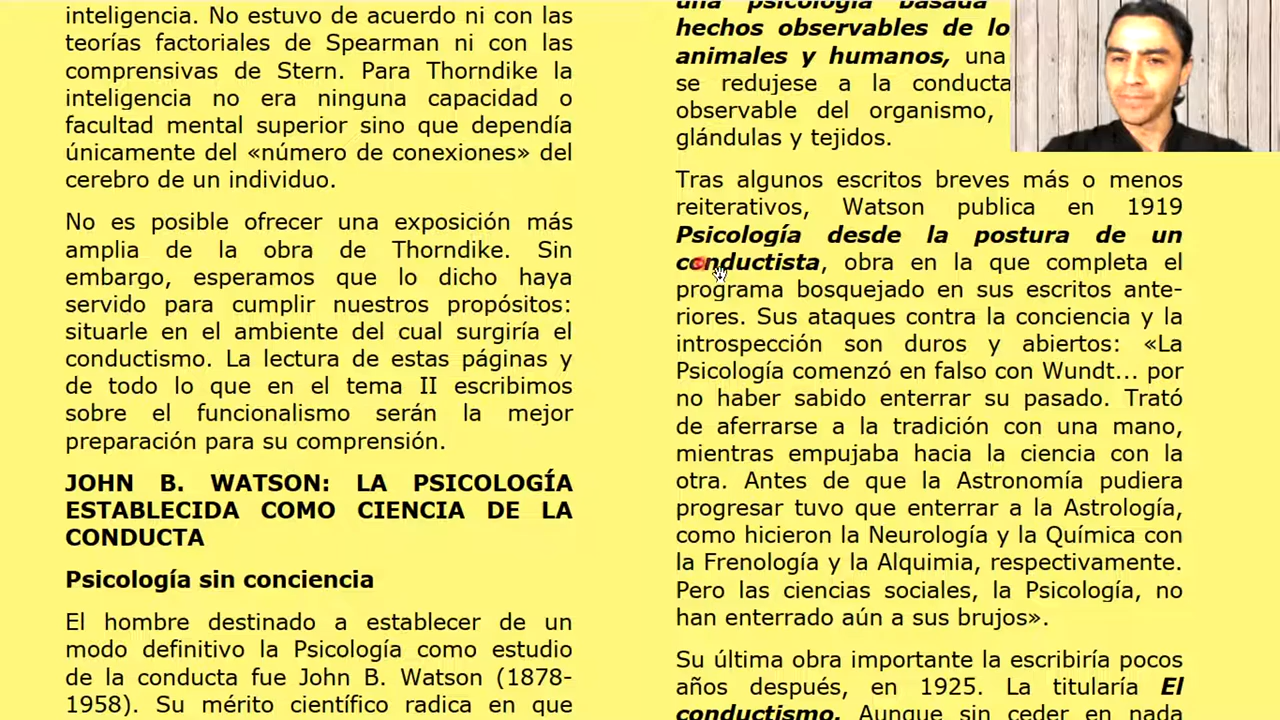 inteligencia. No estuvo de acuerdo ni con las
teorías factoriales de Spearman ni con las
comprensivas de Stern. Para Thorndike la
inteligencia no era ninguna capacidad o
facultad mental superior sino que dependía
únicamente del «número de conexiones» del
cerebro de un individuo.
No es posible ofrecer una exposición más
amplia de la obra de Thorndike. Sin
embargo, esperamos que lo dicho haya
servido para cumplir nuestros propósitos:
situarle en el ambiente del cual surgiría el
conductismo. La lectura de estas páginas y
de todo lo que en el tema II escribimos
sobre el funcionalismo serán la mejor
preparación para su comprensión.
JOHN B. WATSON: LA PSICOLOGÍA
ESTABLECIDA COMO CIENCIA DE LA
CONDUCTA
Psicología sin conciencia
El hombre destinado a establecer de un
modo definitivo la Psicología como estudio
de la conducta fue John B. Watson (1878-
1958). Su mérito científico radica en que
una psicología basada
hechos observables de lo
animales y humanos, una
se redujese a la conducta
observable del organismo,
glándulas y tejidos.
Tras algunos escritos breves más o menos
reiterativos, Watson publica en 1919
Psicología desde la postura de un
conductista, obra en la que completa el
programa bosquejado en sus escritos ante-
riores. Sus ataques contra la conciencia y la
introspección son duros y abiertos: «La
Psicología comenzó en falso con Wundt... por
no haber sabido enterrar su pasado. Trató
de aferrarse a la tradición con una mano,
mientras empujaba hacia la ciencia con la
otra. Antes de que la Astronomía pudiera
progresar tuvo que enterrar a la Astrología,
como hicieron la Neurología y la Química con
la Frenología y la Alquimia, respectivamente.
Pero las ciencias sociales, la Psicología, no
han enterrado aún a sus brujos».
Su última obra importante la escribiría pocos
años después, en 1925. La titularía El
conductismo. Aunque sin ceder en nada